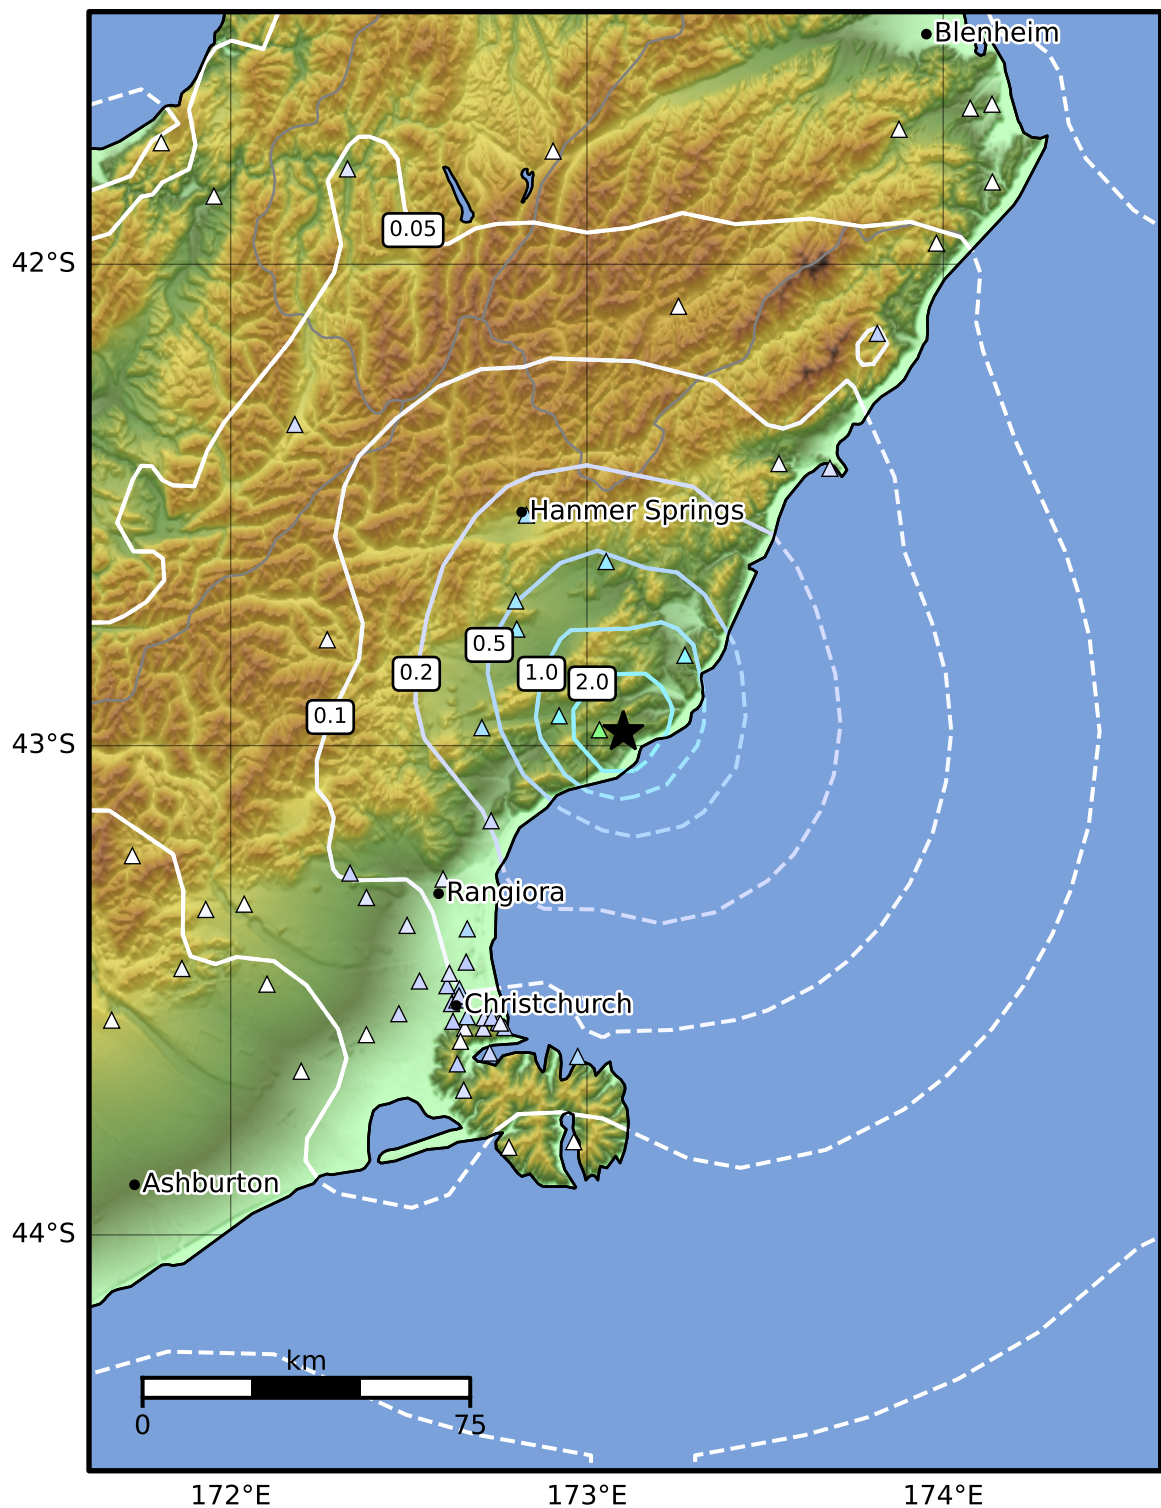 Blenheim
0.05
42°S
Hanmer Springs
0.5
0.2
1.0
2.0
0.1
43°S
Rangiora
Christchurch
Ashburton
44°S
km
0
75
172°E
173°E
174°E